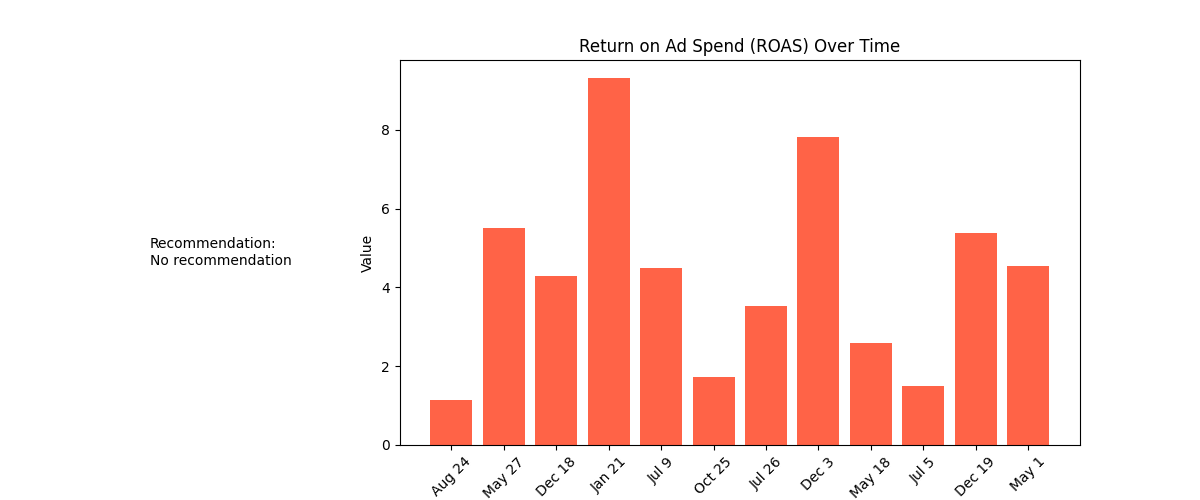 Return on Ad Spend (ROAS) Over Time
Recommendation:
No recommendation
Value
8
6
4
2
0
Aug 24
May 27
Dec 18
Jan 21
Jul 9
Oct 25
Jul 26
Dec 3
May 18
Jul 5
Dec 19
May 1